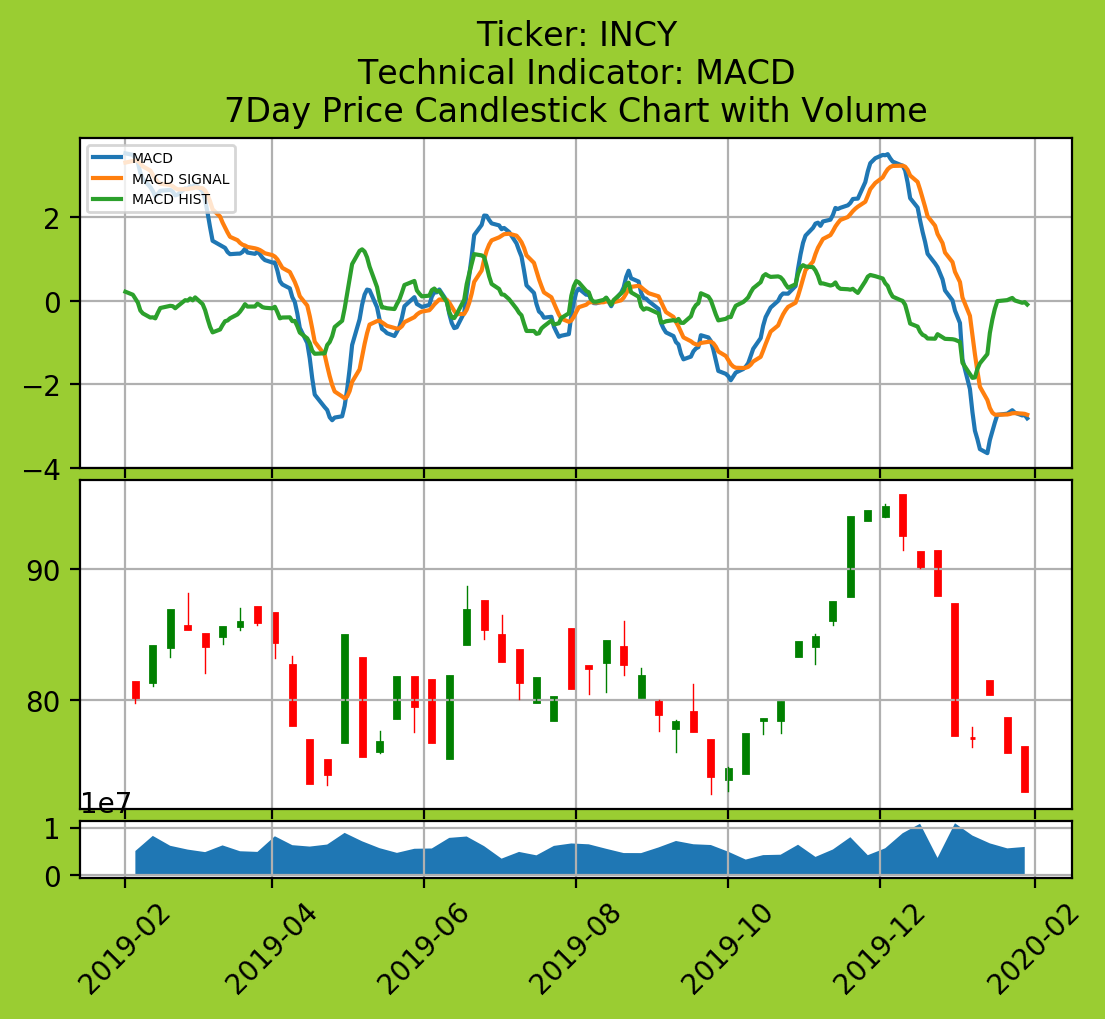 Ticker: INCY
Technical Indicator: MACD
7Day Price Candlestick Chart with Volume
MACD
MACD SIGNAL
MACD HIST
2
0
−2
−4
90
80
1e7
1
0
2019-02
2019-04
2019-06
2019-08
2019-10
2019-12
2020-02